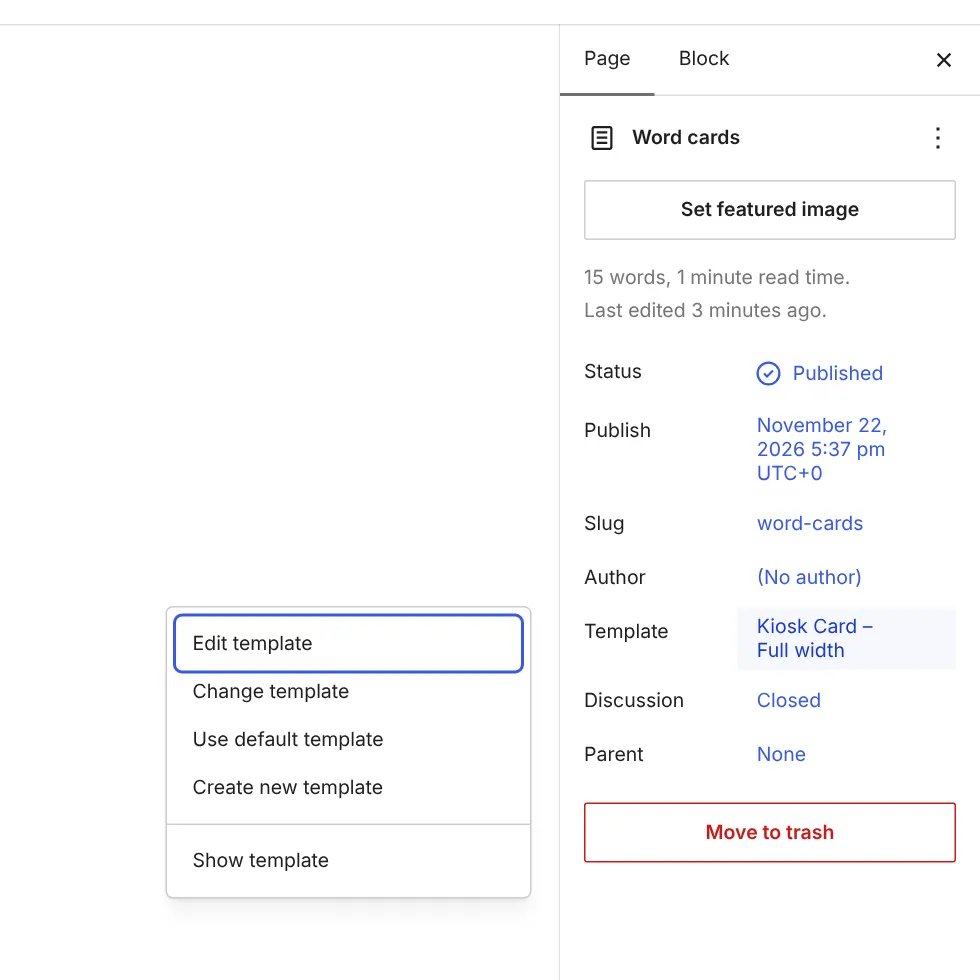 Page
Block
Word cards
Set featured image
15 words, 1 minute read time.
Last edited 3 minutes ago.
Status
Published
Publish
November 22,
2026 5:37 pm
UTC+0
Slug
word-cards
Author
(No author)
Template
Kiosk Card –
Full width
Discussion
Closed
Parent
None
Move to trash
Edit template
Change template
Use default template
Create new template
Show template